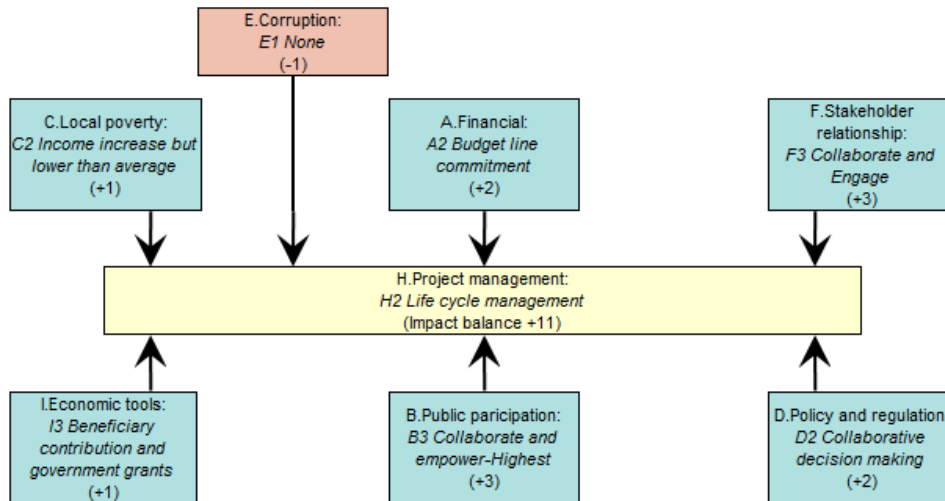 E.Corruption:
E1 None
(-1)
C.Local poverty:
C2 Income increase but
lower than average
(+1)
A.Financial:
A2 Budget line
commitment
(+2)
F.Stakeholder
relationship:
F3 Collaborate and
Engage
(+3)
H.Project management:
H2 Life cycle management
(Impact balance +11)
I.Economic tools:
I3 Beneficiary
contribution and
government grants
(+1)
B.Public paricipation:
B3 Collaborate and
empower-Highest
(+3)
D.Policy and regulation
D2 Collaborative
decision making
(+2)